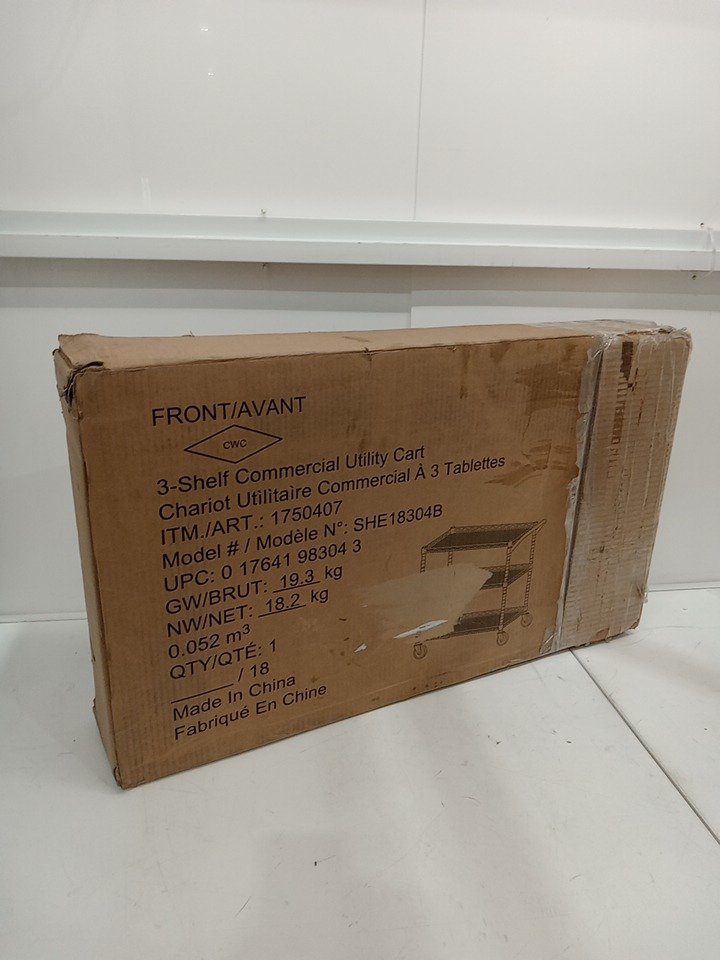 FRONT/AVANT
CWC
3-Shelf Commercial Utility Cart
Chariot Utilitaire Commercial À 3 Tablettes
ITM./ART.: 1750407
Model # / Modèle N°: SHE18304B
UPC: 0 17641 98304 3
GW/BRUT: 19.3 kg
NW/NET: 18.2 kg
0.052 m³
QTY/QTÉ: 1
______ / 18
Made In China
Fabriqué En Chine